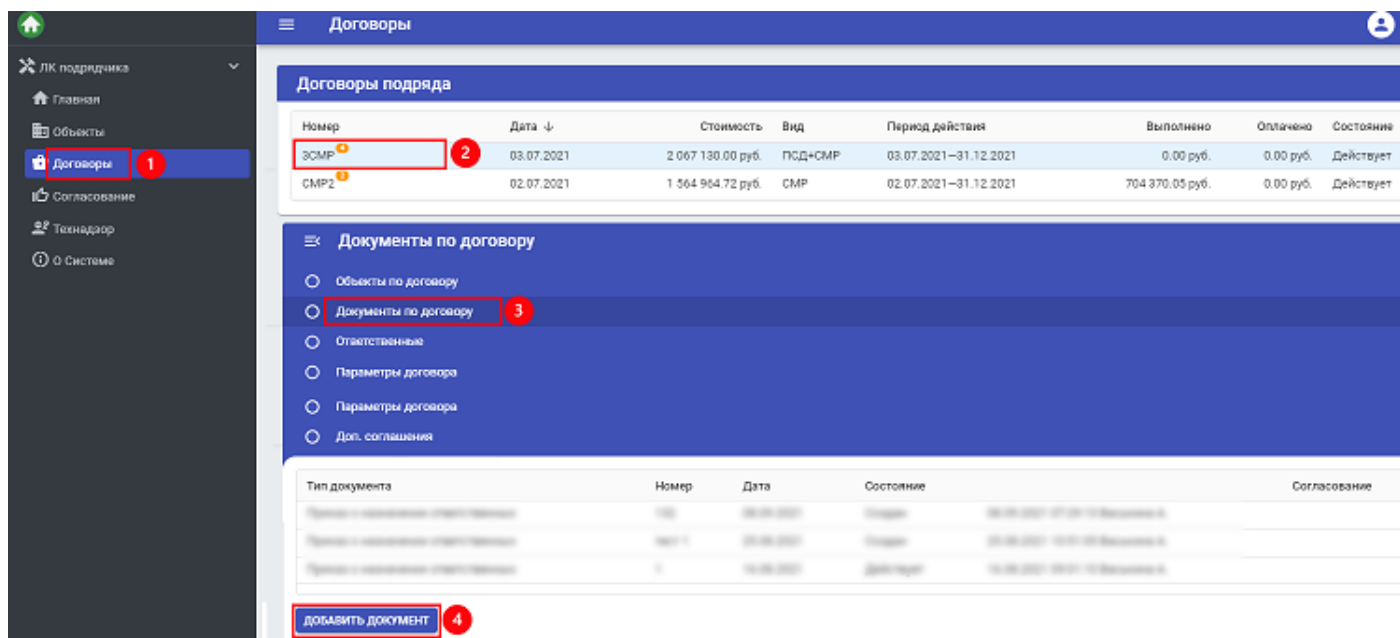 Договоры
ЛК подрядчика
Главная
Объекты
Договоры 1
Согласование
Технадзор
О Системе
Договоры подряда
Номер Дата ↓ Стоимость Вид Период действия Выполнено Оплачено Состояние
3СМР 4 2 03.07.2021 2 067 130.00 руб. ПСД+СМР 03.07.2021—31.12.2021 0.00 руб. 0.00 руб. Действует
СМР2 02.07.2021 1 564 964.72 руб. СМР 02.07.2021—31.12.2021 704 370.05 руб. 0.00 руб. Действует
Документы по договору
Объекты по договору
Документы по договору 3
Ответственные
Параметры договора
Параметры договора
Доп. соглашения
Тип документа Номер Дата Состояние Согласование
ДОБАВИТЬ ДОКУМЕНТ 4